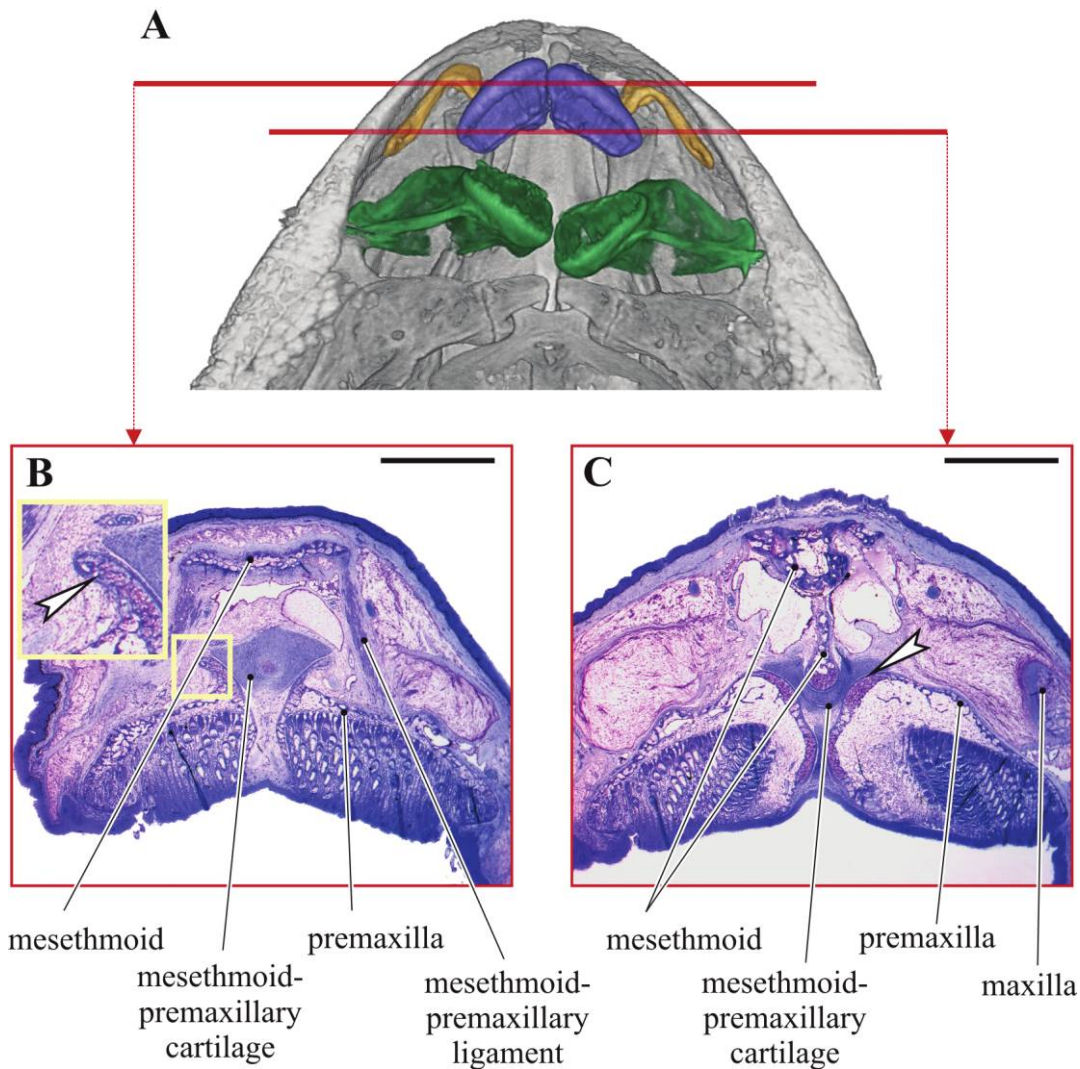 A
B
C
mesethmoid
premaxilla
mesethmoid-
premaxillary
cartilage
mesethmoid-
premaxillary
ligament
mesethmoid
premaxilla
mesethmoid-
premaxillary
cartilage
maxilla